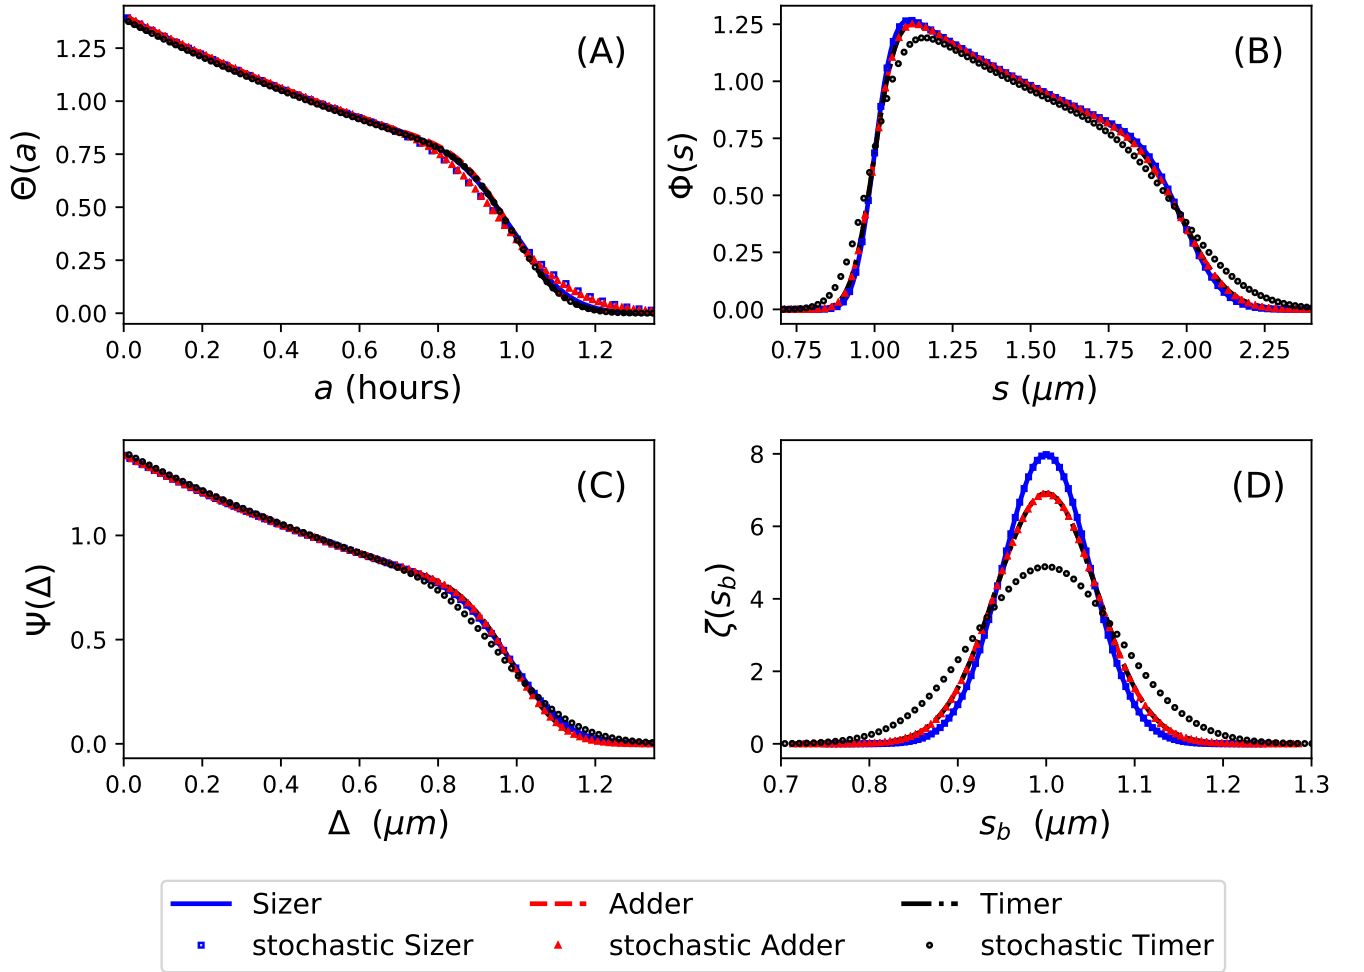 (A)
Θ(a)
1.25
1.00
0.75
0.50
0.25
0.00
0.0 0.2 0.4 0.6 0.8 1.0 1.2
a (hours)
(B)
Φ(s)
1.25
1.00
0.75
0.50
0.25
0.00
0.75 1.00 1.25 1.50 1.75 2.00 2.25
s (μm)
(C)
Ψ(Δ)
1.0
0.5
0.0
0.0 0.2 0.4 0.6 0.8 1.0 1.2
Δ (μm)
(D)
ζ(s_b)
8
6
4
2
0
0.7 0.8 0.9 1.0 1.1 1.2 1.3
s_b (μm)
Sizer Adder Timer
stochastic Sizer stochastic Adder stochastic Timer